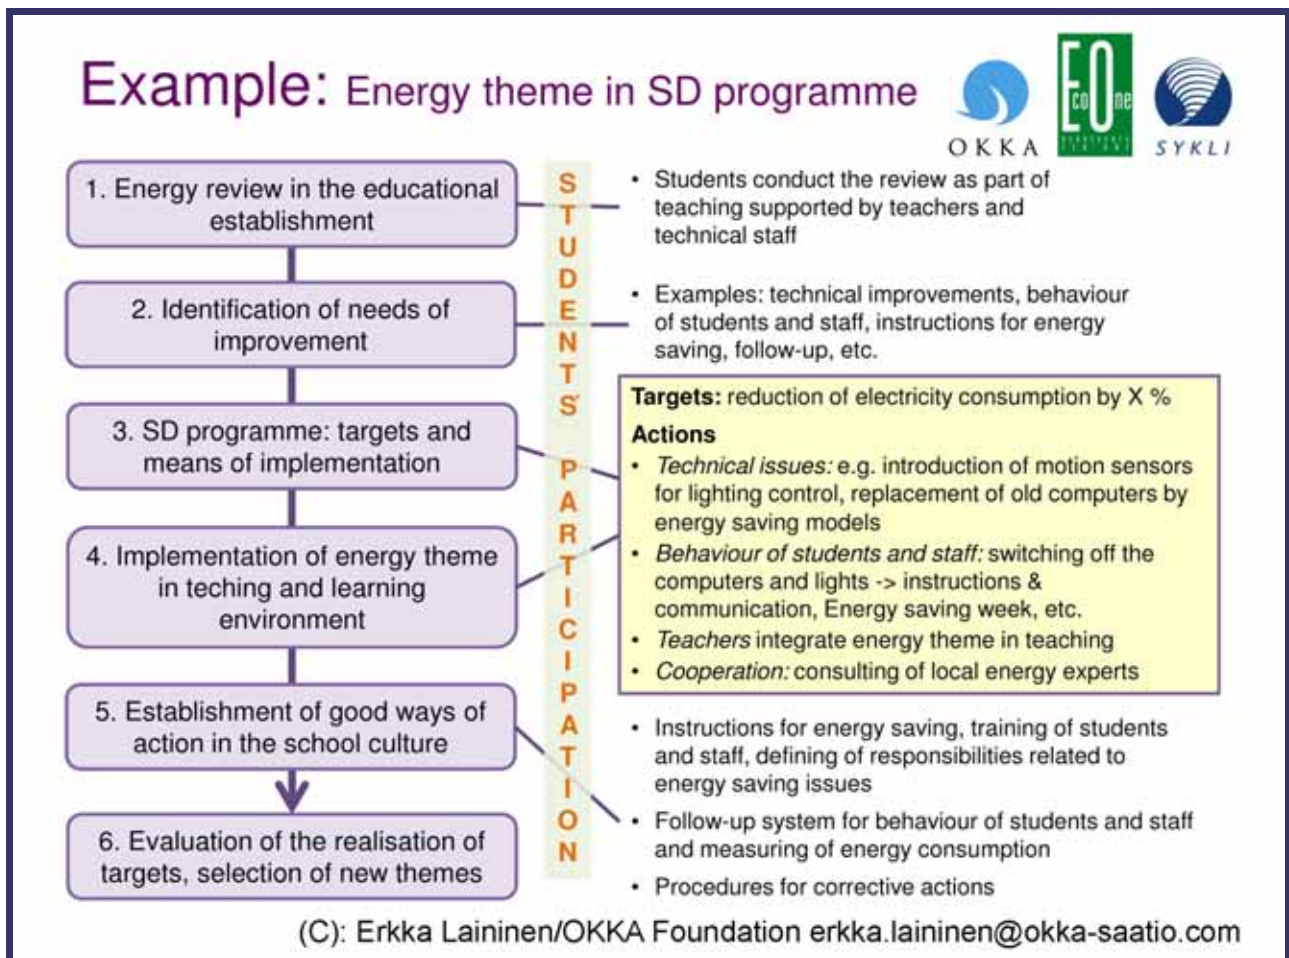 Example: Energy theme in SD programme
OKKA
Eco One
SYKLI
1. Energy review in the educational
establishment
2. Identification of needs of
improvement
3. SD programme: targets and
means of implementation
4. Implementation of energy theme
in teching and learning
environment
5. Establishment of good ways of
action in the school culture
6. Evaluation of the realisation of
targets, selection of new themes
STUDENTS´ PARTICIPATION
• Students conduct the review as part of
teaching supported by teachers and
technical staff
• Examples: technical improvements, behaviour
of students and staff, instructions for energy
saving, follow-up, etc.
Targets: reduction of electricity consumption by X %
Actions
• Technical issues: e.g. introduction of motion sensors
for lighting control, replacement of old computers by
energy saving models
• Behaviour of students and staff: switching off the
computers and lights -> instructions &
communication, Energy saving week, etc.
• Teachers integrate energy theme in teaching
• Cooperation: consulting of local energy experts
• Instructions for energy saving, training of students
and staff, defining of responsibilities related to
energy saving issues
• Follow-up system for behaviour of students and staff
and measuring of energy consumption
• Procedures for corrective actions
(C): Erkka Laininen/OKKA Foundation erkka.laininen@okka-saatio.com